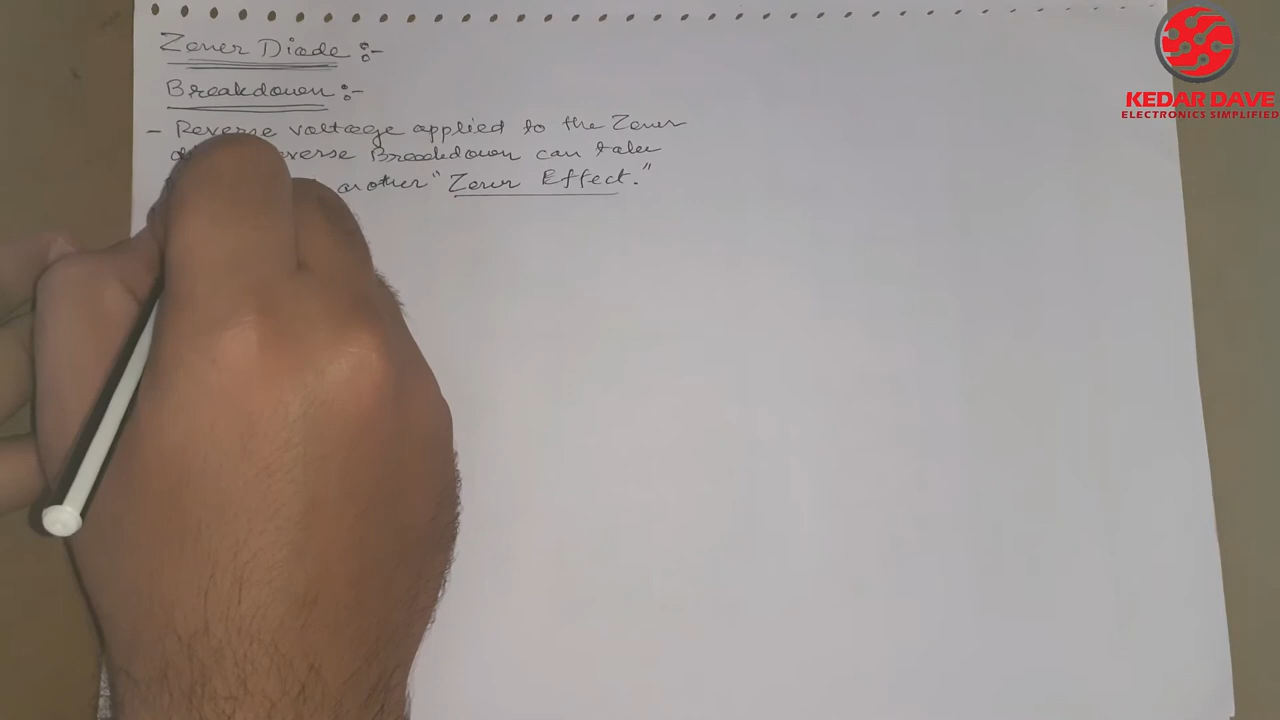 Zener Diode :-
Breakdown :-
- Reverse voltage applied to the Zener
reverse Breakdown can take
another "Zener Effect."
KEDAR DAVE
ELECTRONICS SIMPLIFIED